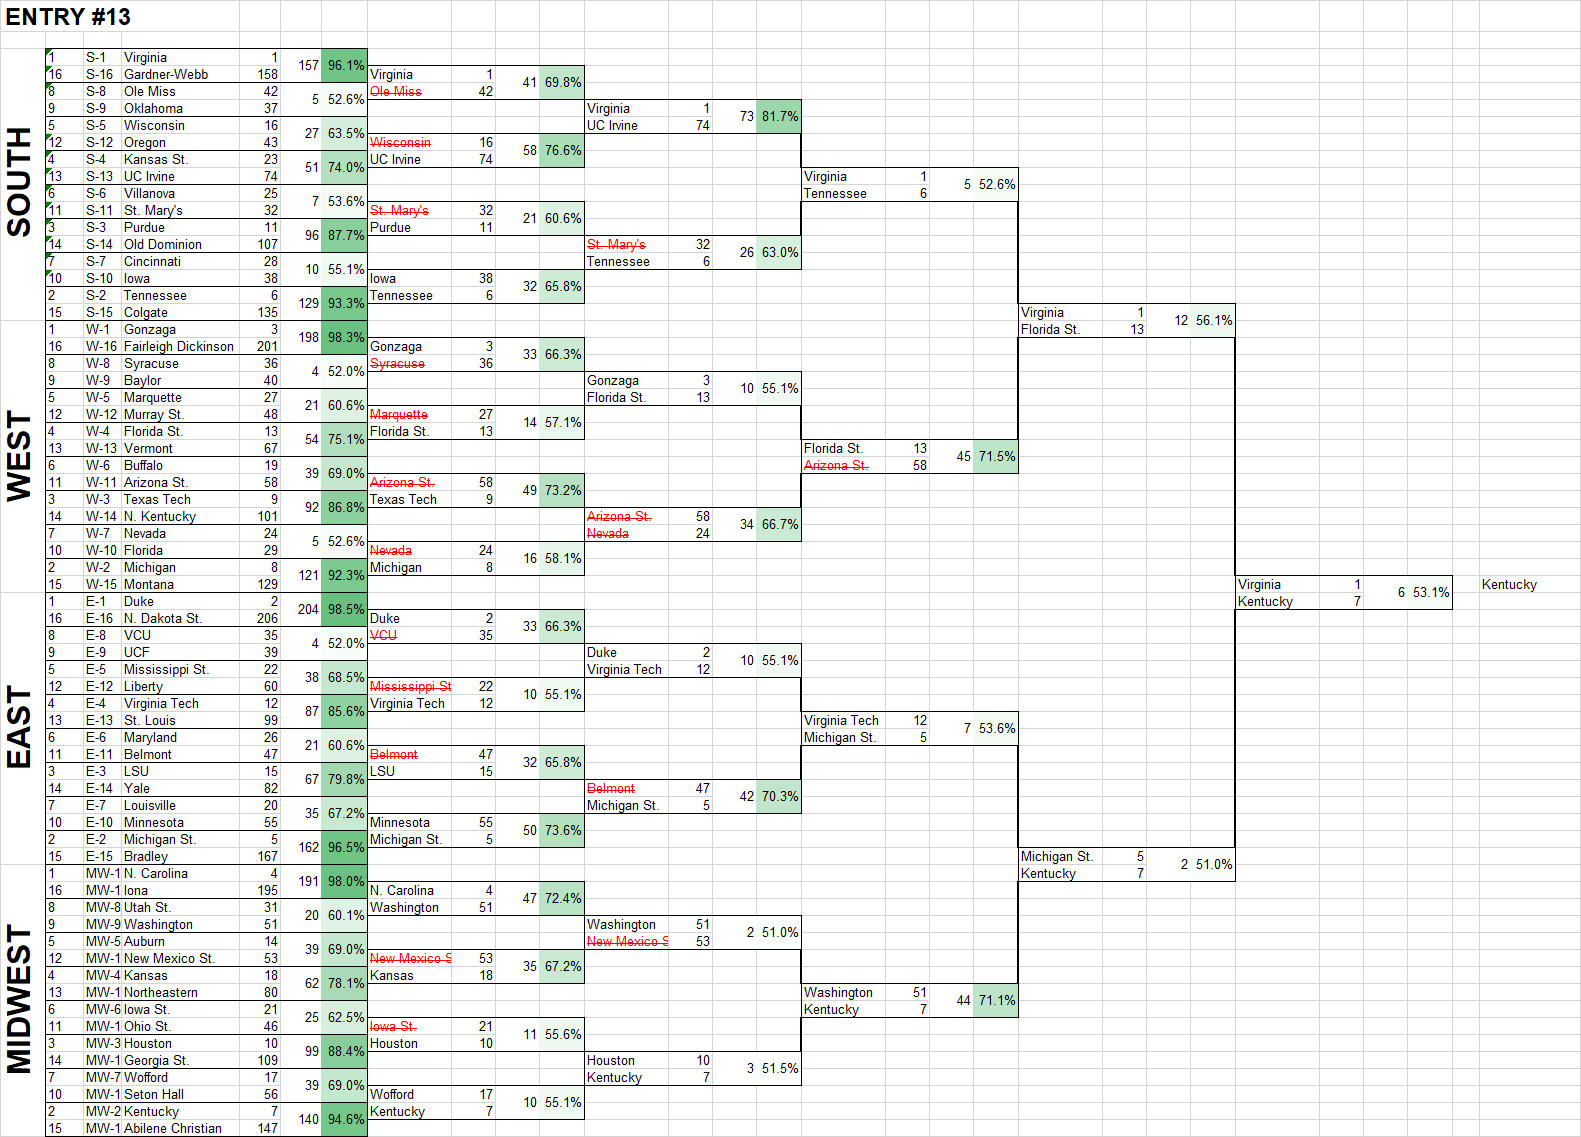 ENTRY #13
SOUTH
1 S-1 Virginia 1
16 S-16 Gardner-Webb 158
157 96.1%
8 S-8 Ole Miss 42
9 S-9 Oklahoma 37
5 52.6%
5 S-5 Wisconsin 16
12 S-12 Oregon 43
27 63.5%
4 S-4 Kansas St. 23
13 S-13 UC Irvine 74
51 74.0%
6 S-6 Villanova 25
11 S-11 St. Mary's 32
7 53.6%
3 S-3 Purdue 11
14 S-14 Old Dominion 107
96 87.7%
7 S-7 Cincinnati 28
10 S-10 Iowa 38
10 55.1%
2 S-2 Tennessee 6
15 S-15 Colgate 135
129 93.3%
WEST
1 W-1 Gonzaga 3
16 W-16 Fairleigh Dickinson 201
198 98.3%
8 W-8 Syracuse 36
9 W-9 Baylor 40
4 52.0%
5 W-5 Marquette 27
12 W-12 Murray St. 48
21 60.6%
4 W-4 Florida St. 13
13 W-13 Vermont 67
54 75.1%
6 W-6 Buffalo 19
11 W-11 Arizona St. 58
39 69.0%
3 W-3 Texas Tech 9
14 W-14 N. Kentucky 101
92 86.8%
7 W-7 Nevada 24
10 W-10 Florida 29
5 52.6%
2 W-2 Michigan 8
15 W-15 Montana 129
121 92.3%
EAST
1 E-1 Duke 2
16 E-16 N. Dakota St. 206
204 98.5%
8 E-8 VCU 35
9 E-9 UCF 39
4 52.0%
5 E-5 Mississippi St. 22
12 E-12 Liberty 60
38 68.5%
4 E-4 Virginia Tech 12
13 E-13 St. Louis 99
87 85.6%
6 E-6 Maryland 26
11 E-11 Belmont 47
21 60.6%
3 E-3 LSU 15
14 E-14 Yale 82
67 79.8%
7 E-7 Louisville 20
10 E-10 Minnesota 55
35 67.2%
2 E-2 Michigan St. 5
15 E-15 Bradley 167
162 96.5%
MIDWEST
1 MW-1 N. Carolina 4
16 MW-1 Iona 195
191 98.0%
8 MW-8 Utah St. 31
9 MW-9 Washington 51
20 60.1%
5 MW-5 Auburn 14
12 MW-1 New Mexico St. 53
39 69.0%
4 MW-4 Kansas 18
13 MW-1 Northeastern 80
62 78.1%
6 MW-6 Iowa St. 21
11 MW-1 Ohio St. 46
25 62.5%
3 MW-3 Houston 10
14 MW-1 Georgia St. 109
99 88.4%
7 MW-7 Wofford 17
10 MW-1 Seton Hall 56
39 69.0%
2 MW-2 Kentucky 7
15 MW-1 Abilene Christian 147
140 94.6%
Virginia 1
Ole Miss 42
41 69.8%
Wisconsin 16
UC Irvine 74
58 76.6%
St. Mary's 32
Purdue 11
21 60.6%
Iowa 38
Tennessee 6
32 65.8%
Gonzaga 3
Syracuse 36
33 66.3%
Marquette 27
Florida St. 13
14 57.1%
Arizona St. 58
Texas Tech 9
49 73.2%
Nevada 24
Michigan 8
16 58.1%
Duke 2
VCU 35
33 66.3%
Mississippi St 22
Virginia Tech 12
10 55.1%
Belmont 47
LSU 15
32 65.8%
Minnesota 55
Michigan St. 5
50 73.6%
N. Carolina 4
Washington 51
47 72.4%
New Mexico S 53
Kansas 18
35 67.2%
Iowa St. 21
Houston 10
11 55.6%
Wofford 17
Kentucky 7
10 55.1%
Virginia 1
UC Irvine 74
73 81.7%
St. Mary's 32
Tennessee 6
26 63.0%
Gonzaga 3
Florida St. 13
10 55.1%
Arizona St. 58
Nevada 24
34 66.7%
Duke 2
Virginia Tech 12
10 55.1%
Belmont 47
Michigan St. 5
42 70.3%
Washington 51
New Mexico S 53
2 51.0%
Houston 10
Kentucky 7
3 51.5%
Virginia 1
Tennessee 6
5 52.6%
Florida St. 13
Arizona St. 58
45 71.5%
Virginia Tech 12
Michigan St. 5
7 53.6%
Washington 51
Kentucky 7
44 71.1%
Virginia 1
Florida St. 13
12 56.1%
Michigan St. 5
Kentucky 7
2 51.0%
Virginia 1
Kentucky 7
6 53.1%
Kentucky